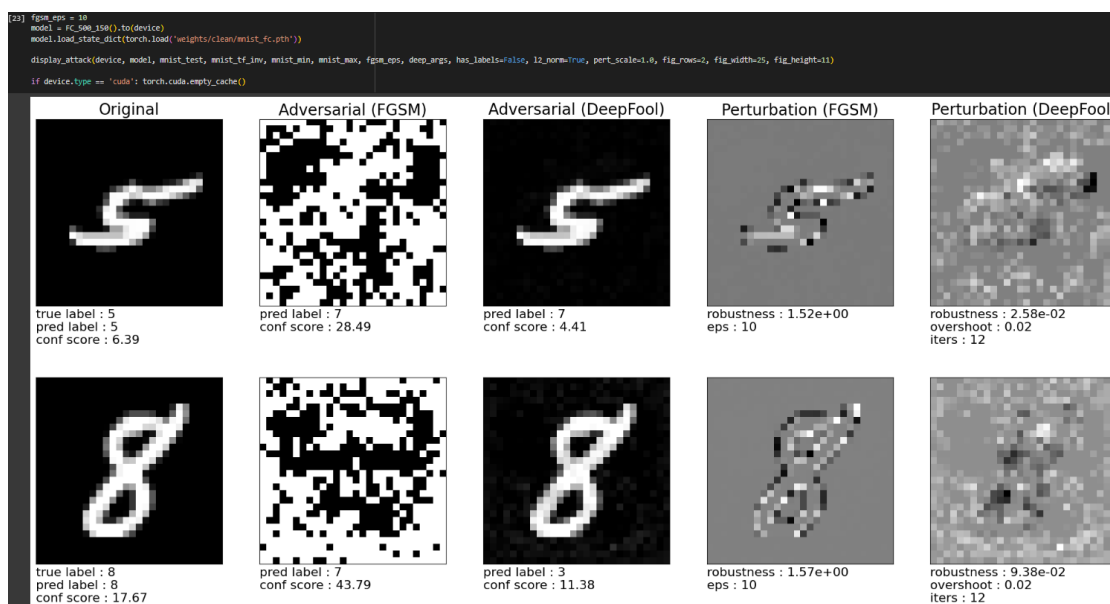 [23] fgsm_eps = 10
model = FC_500_150().to(device)
model.load_state_dict(torch.load('weights/clean/mnist_fc.pth'))
display_attack(device, model, mnist_test, mnist_tf_inv, mnist_min, mnist_max, fgsm_eps, deep_args, has_labels=False, l2_norm=True, pert_scale=1.0, fig_rows=2, fig_width=25, fig_height=11)
if device.type == 'cuda': torch.cuda.empty_cache()
Original Adversarial (FGSM) Adversarial (DeepFool) Perturbation (FGSM) Perturbation (DeepFool
true label : 5 pred label : 7 pred label : 7 robustness : 1.52e+00 robustness : 2.58e-02
pred label : 5 conf score : 28.49 conf score : 4.41 eps : 10 overshoot : 0.02
conf score : 6.39 iters : 12
true label : 8 pred label : 7 pred label : 3 robustness : 1.57e+00 robustness : 9.38e-02
pred label : 8 conf score : 43.79 conf score : 11.38 eps : 10 overshoot : 0.02
conf score : 17.67 iters : 12